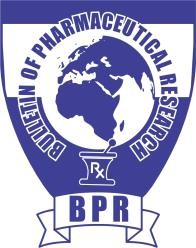 BULLETIN OF PHARMACEUTICAL RESEARCH
Rx
BPR